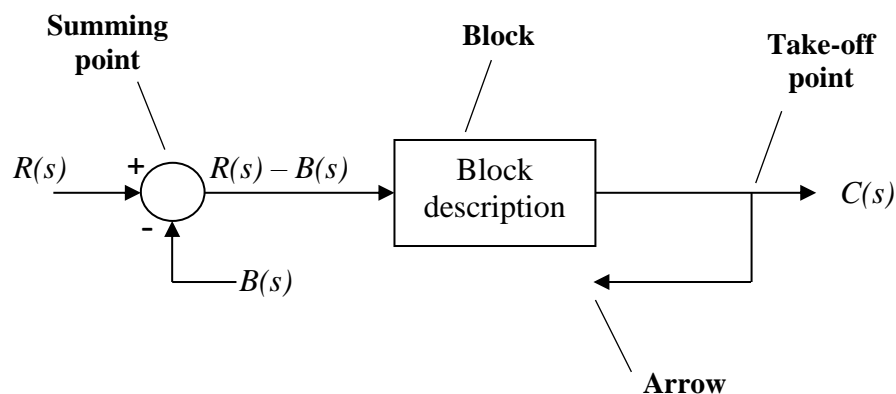 Summing
point
Block
Take-off
point
R(s)
+
R(s) – B(s)
Block
description
C(s)
-
B(s)
Arrow